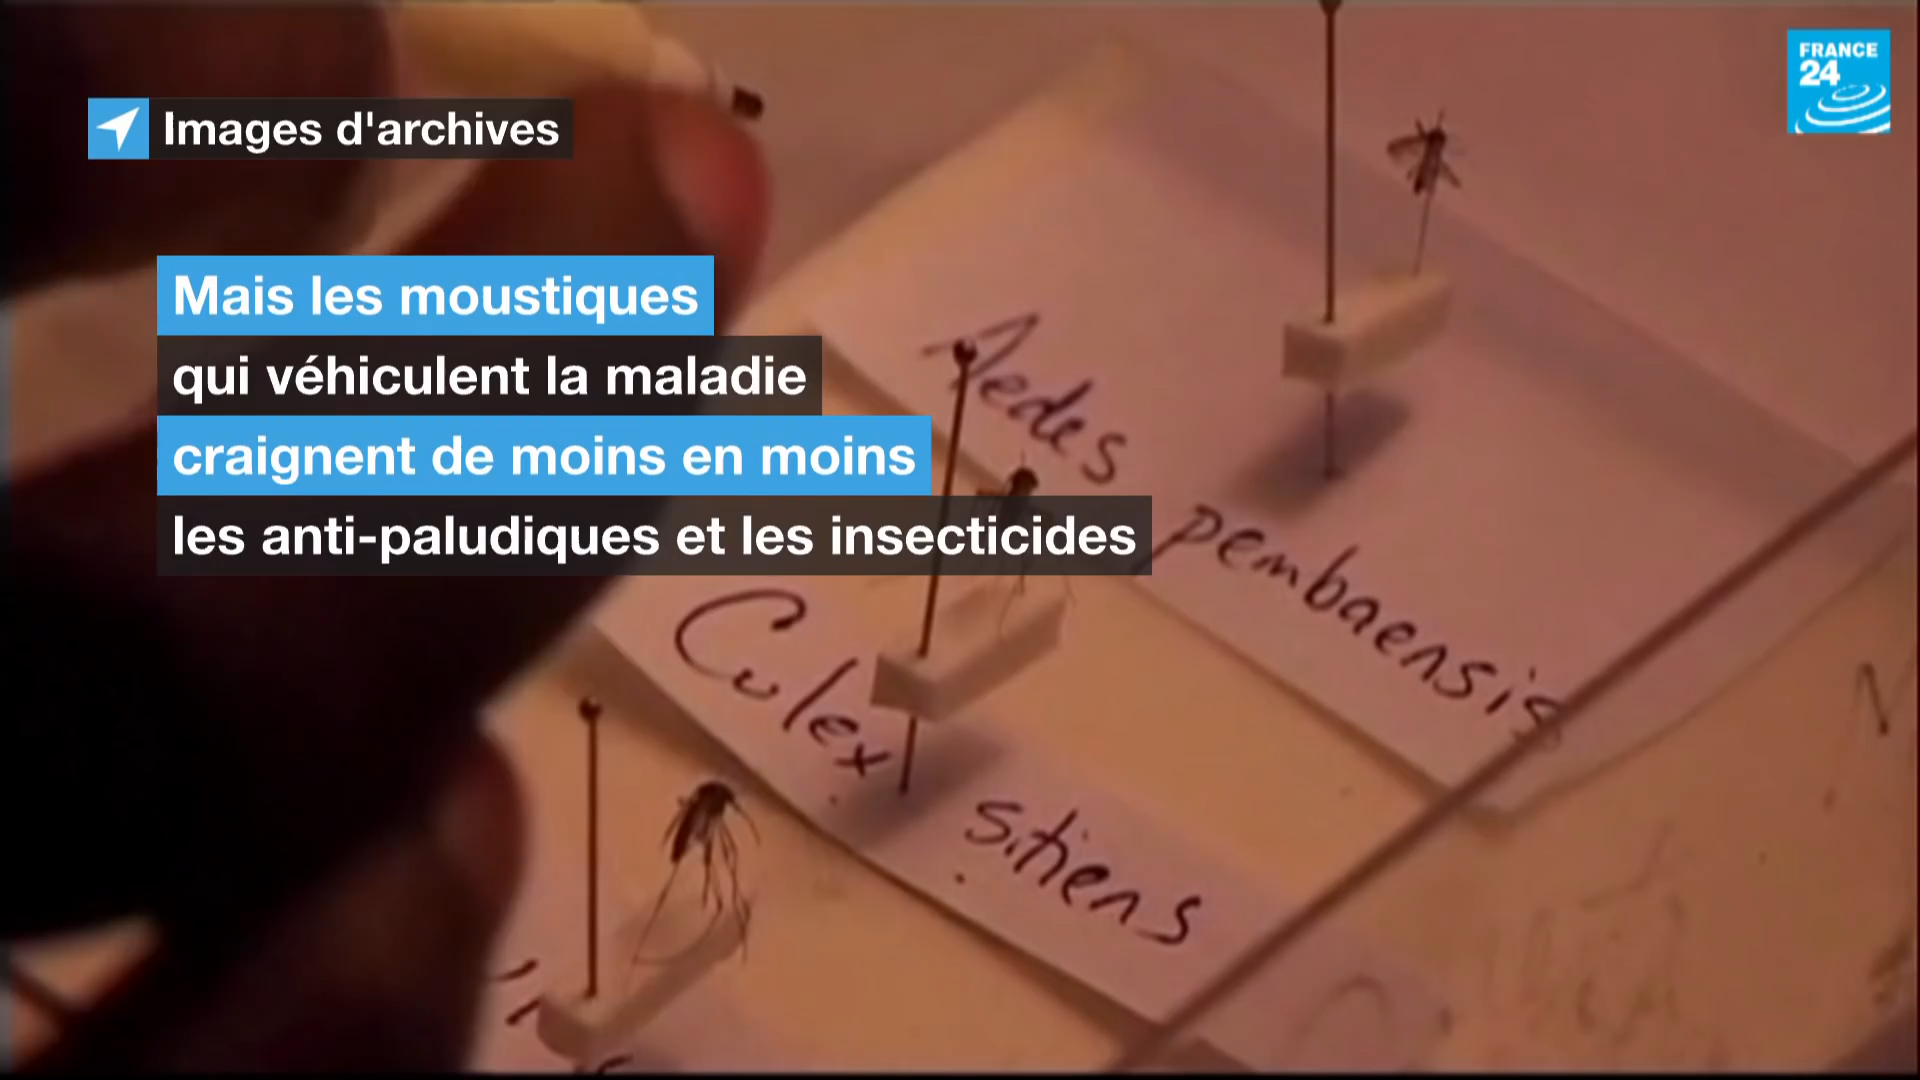 FRANCE
24
Images d'archives
Mais les moustiques
qui véhiculent la maladie
craignent de moins en moins
les anti-paludiques et les insecticides
Aedes pembaensis
Culex sitiens